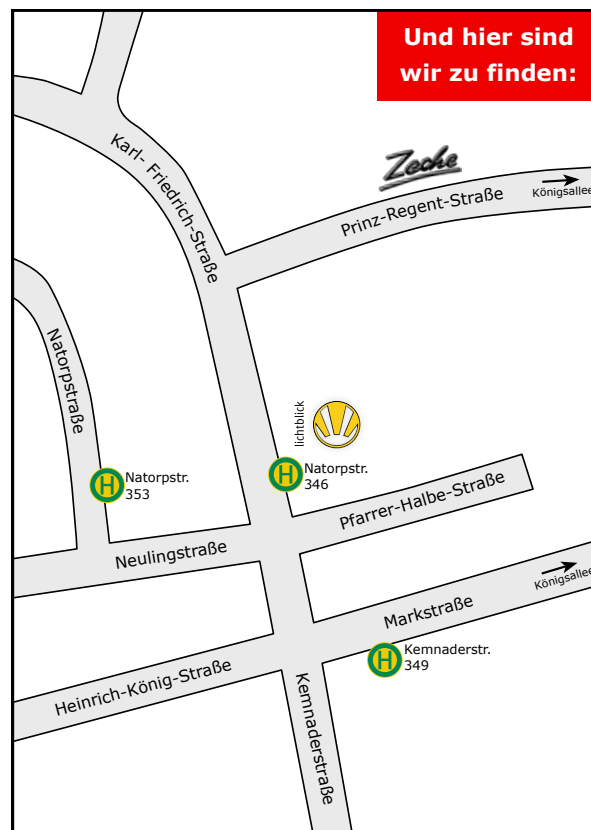 Und hier sind
wir zu finden:
Karl- Friedrich-Straße
Zeche
Prinz-Regent-Straße
Königsallee
Natorpstraße
lichtblick
Natorpstr.
353
H
Natorpstr.
346
H
Pfarrer-Halbe-Straße
Neulingstraße
Königsallee
Markstraße
H
Kemnaderstr.
349
Heinrich-König-Straße
Kemnaderstraße